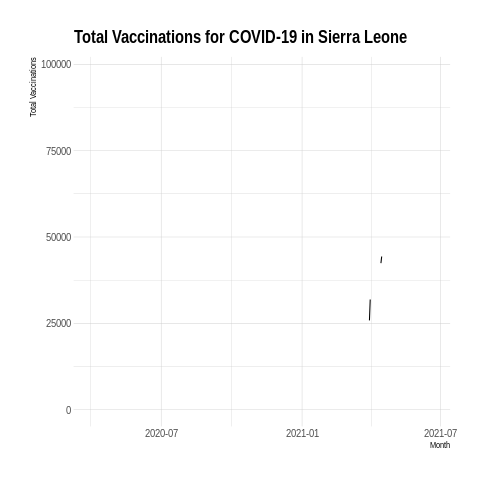 Total Vaccinations for COVID-19 in Sierra Leone
Total Vaccinations
100000
75000
50000
25000
0
2020-07
2021-01
2021-07
Month